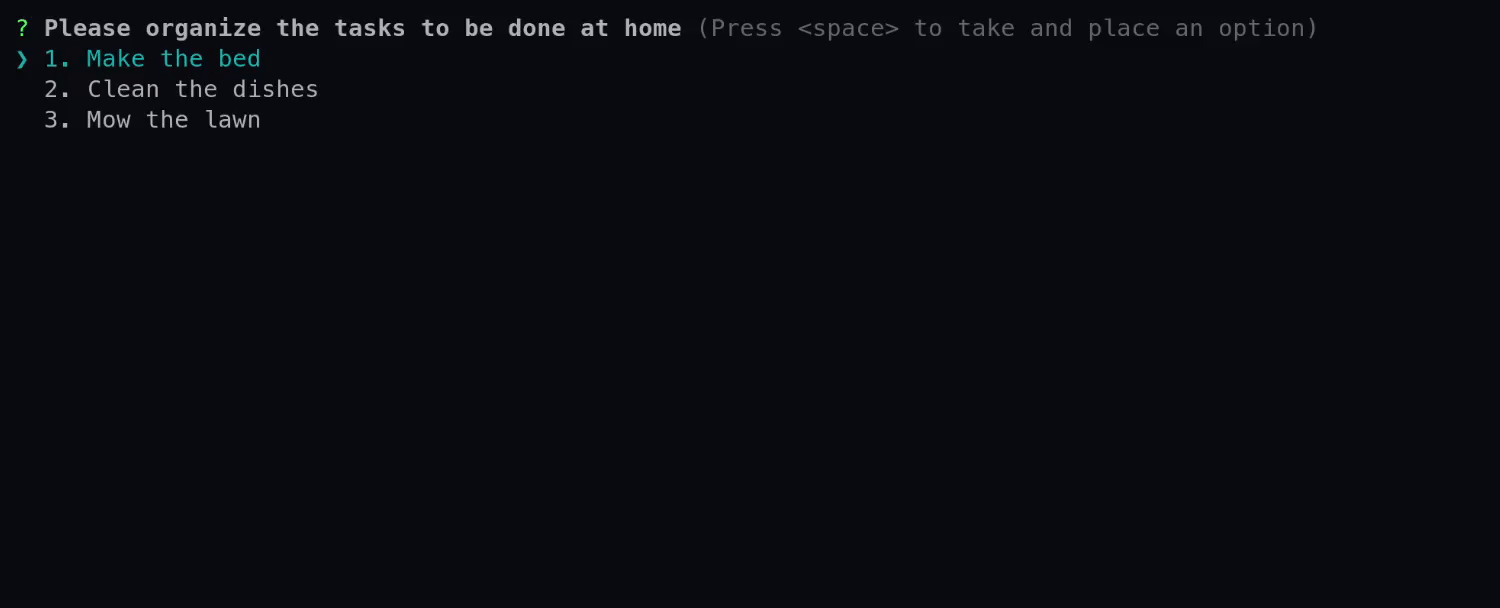 ? Please organize the tasks to be done at home (Press <space> to take and place an option)
❯ 1. Make the bed
2. Clean the dishes
3. Mow the lawn